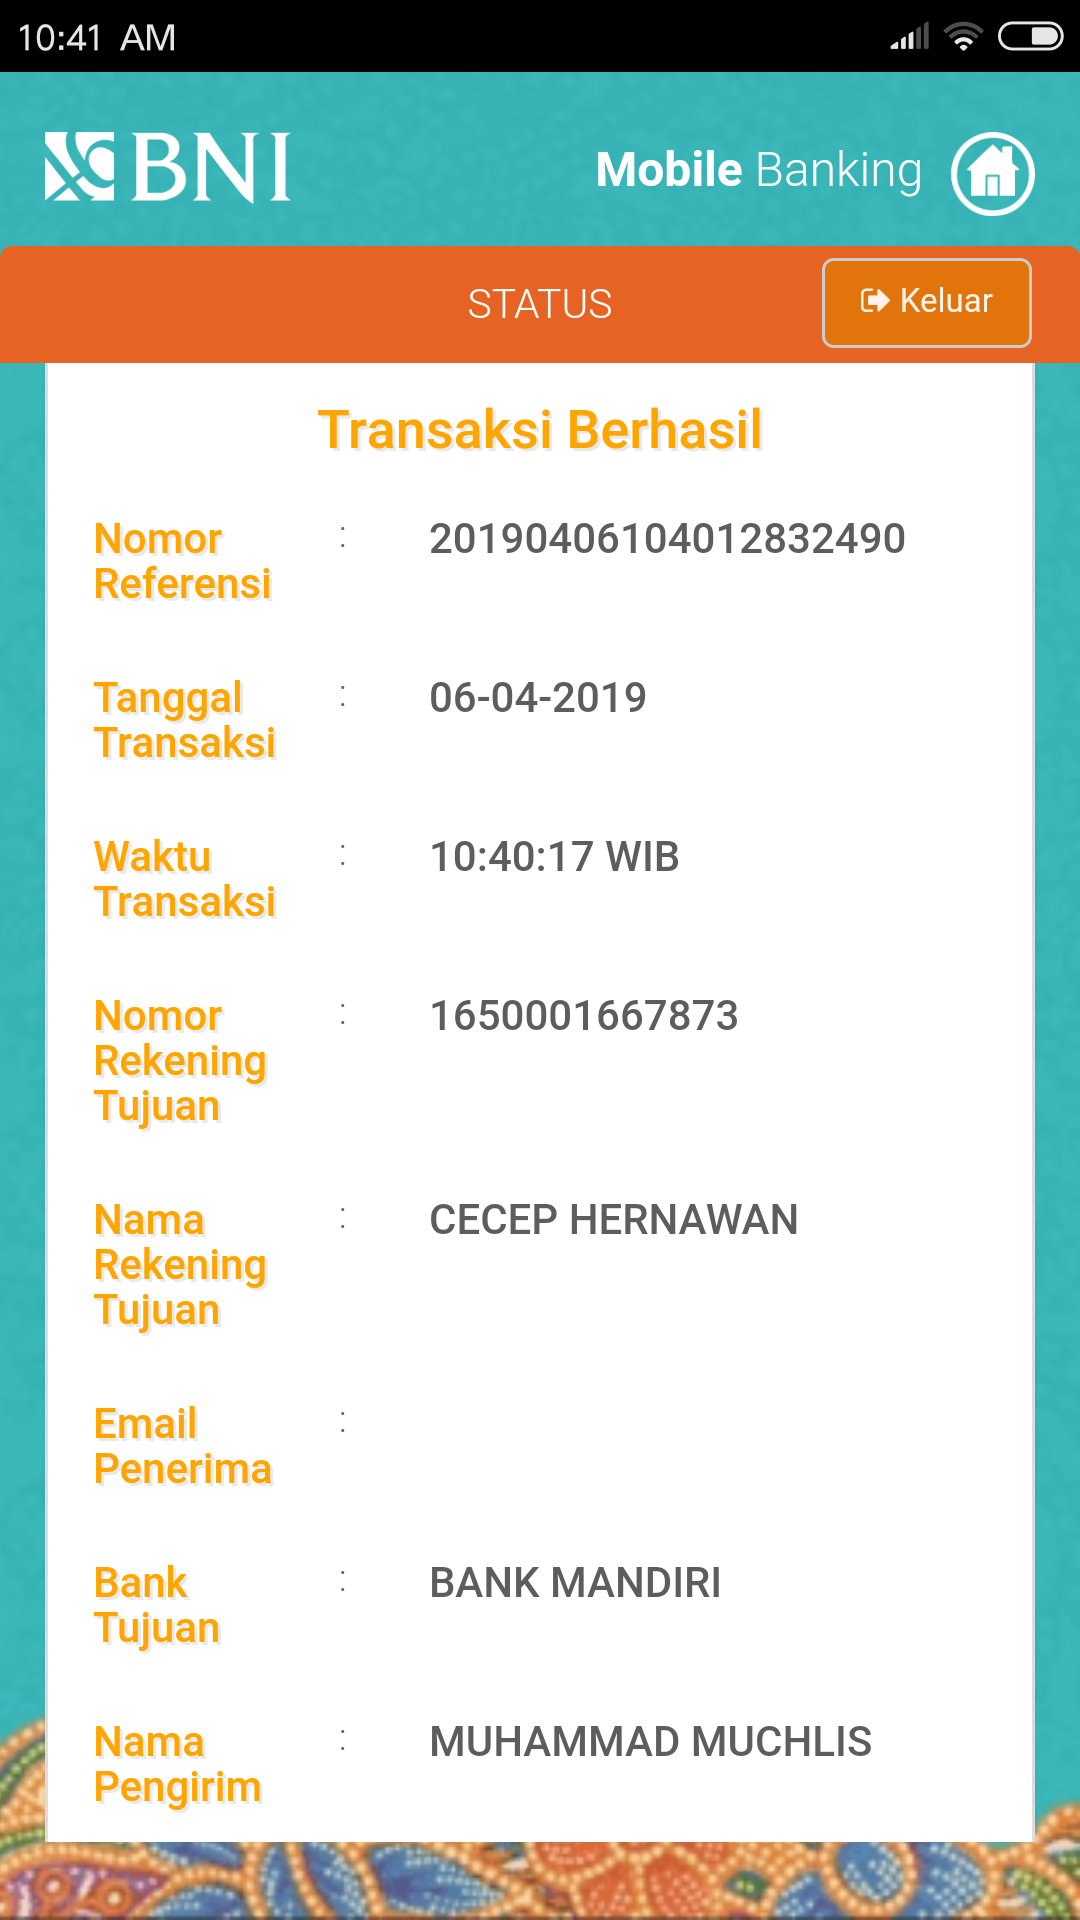 10:41 AM
BNI
Mobile Banking
STATUS
Keluar
Transaksi Berhasil
Nomor : 20190406104012832490
Referensi
Tanggal : 06-04-2019
Transaksi
Waktu : 10:40:17 WIB
Transaksi
Nomor : 1650001667873
Rekening
Tujuan
Nama : CECEP HERNAWAN
Rekening
Tujuan
Email :
Penerima
Bank : BANK MANDIRI
Tujuan
Nama : MUHAMMAD MUCHLIS
Pengirim